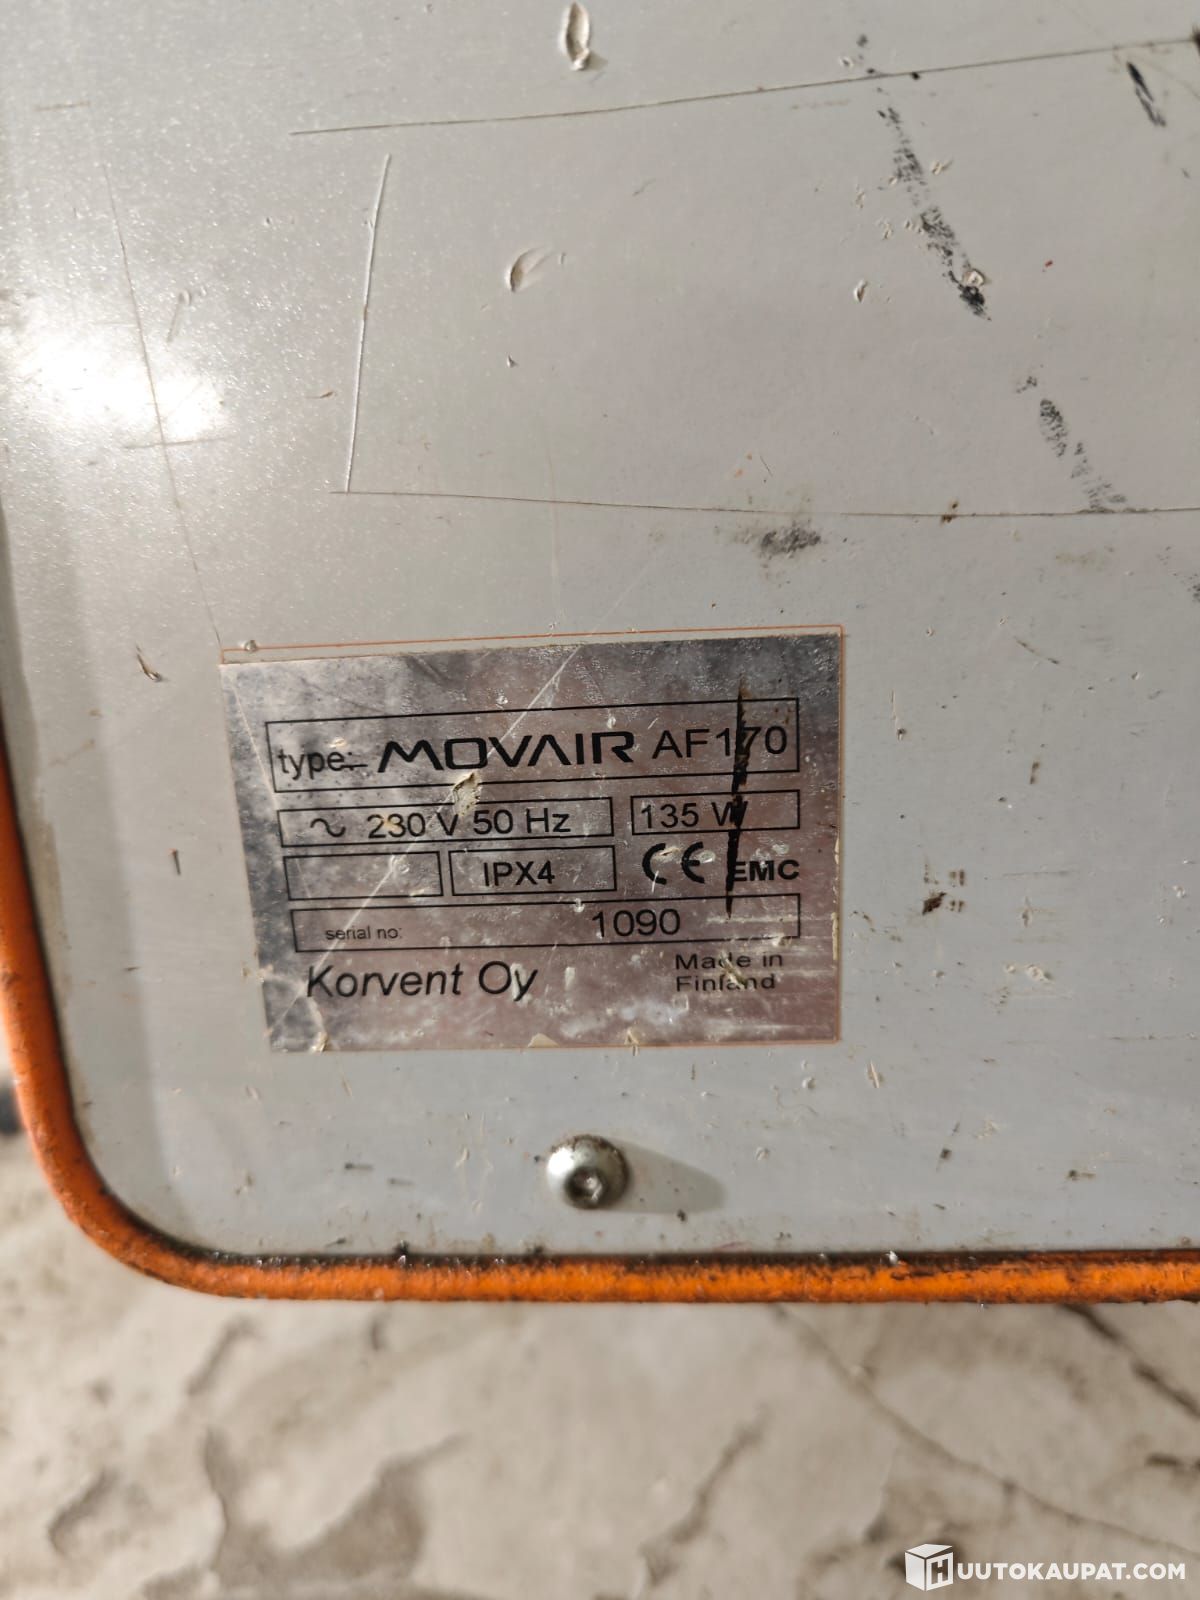 type: MOVAIR AF170
~ 230 V 50 Hz 135 W
IPX4 CE EMC
serial no: 1090
Korvent Oy Made in
Finland
HUUTOKAUPAT.COM